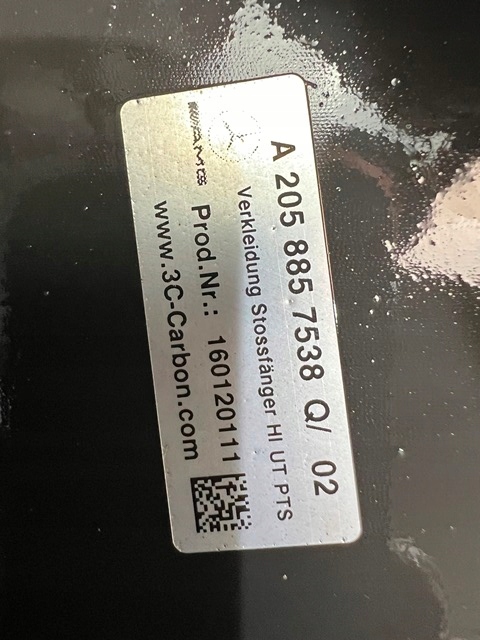 A 205 885 7538 Q/ 02
Verkleidung Stossfänger HI UT PTS
AMG
Prod.Nr.: 160120111
www.3C-Carbon.com